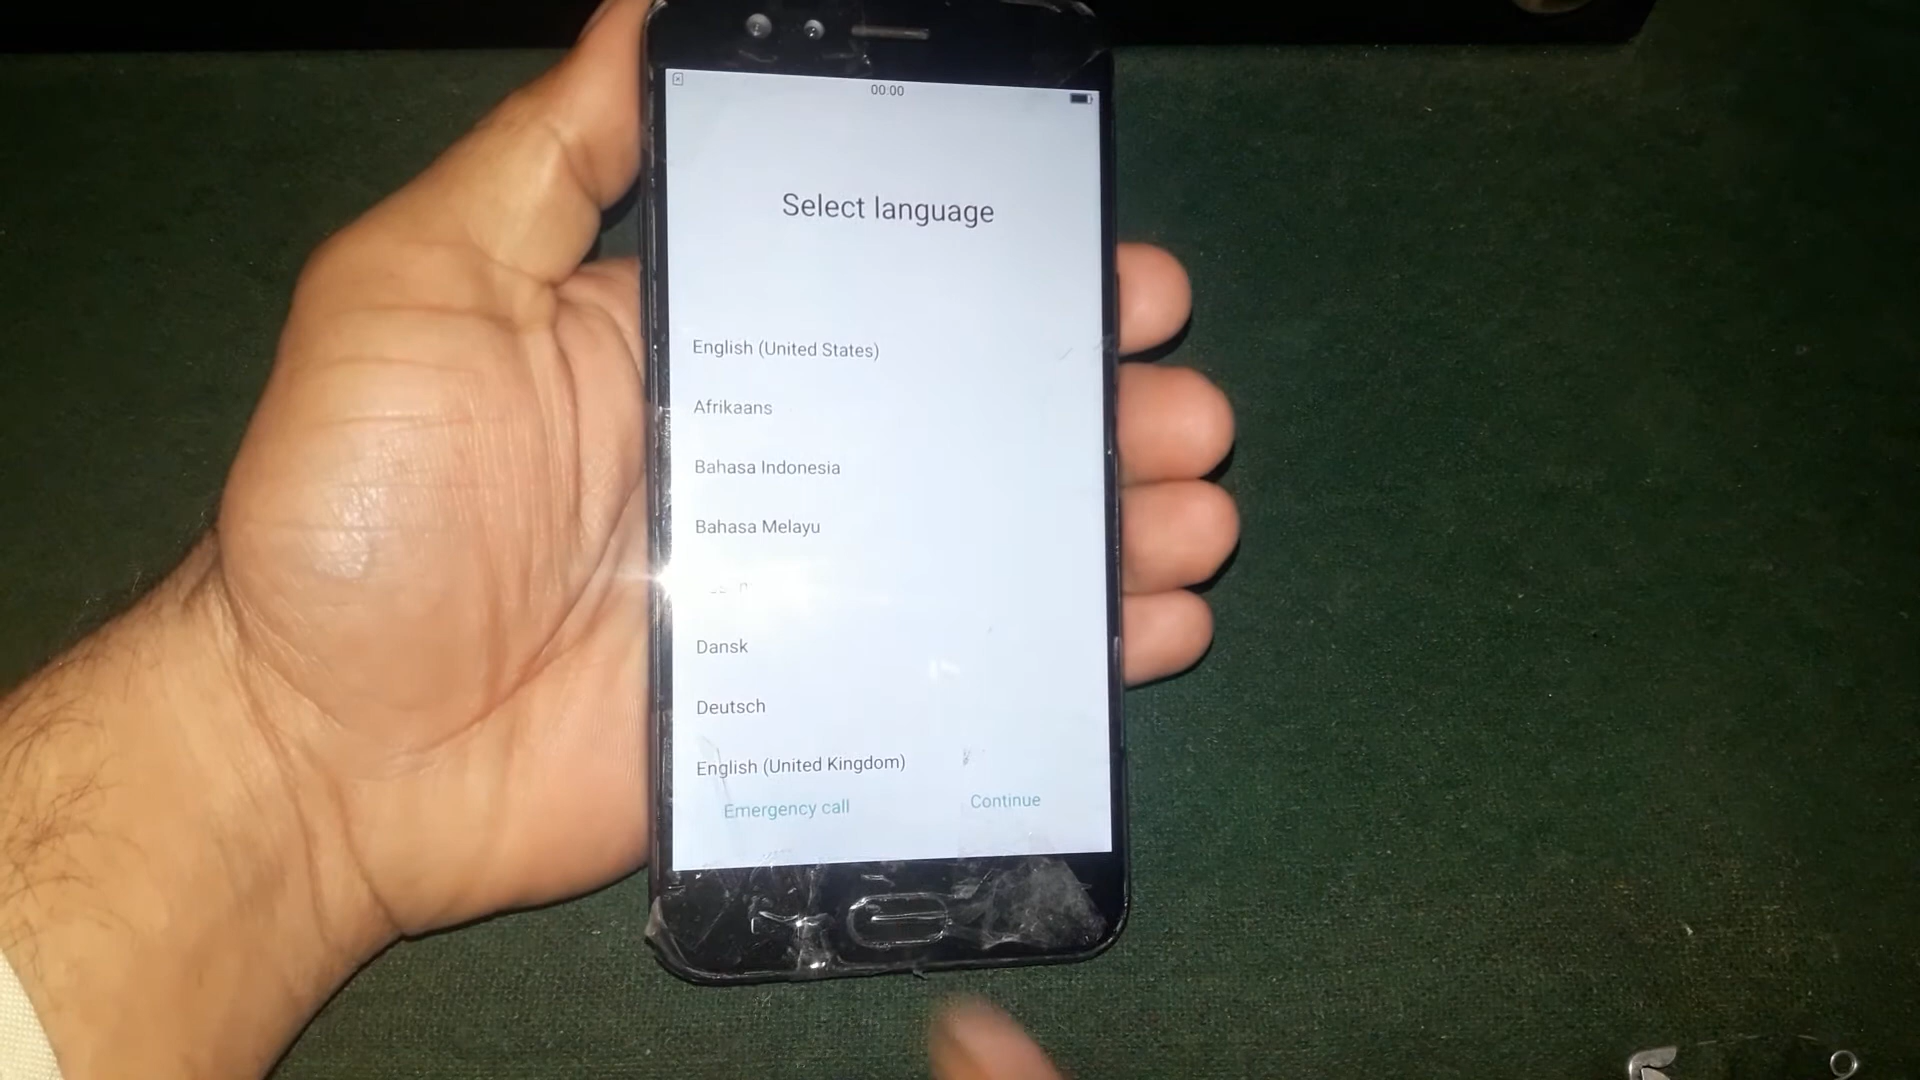 00:00
Select language
English (United States)
Afrikaans
Bahasa Indonesia
Bahasa Melayu
Dansk
Deutsch
English (United Kingdom)
Emergency call
Continue